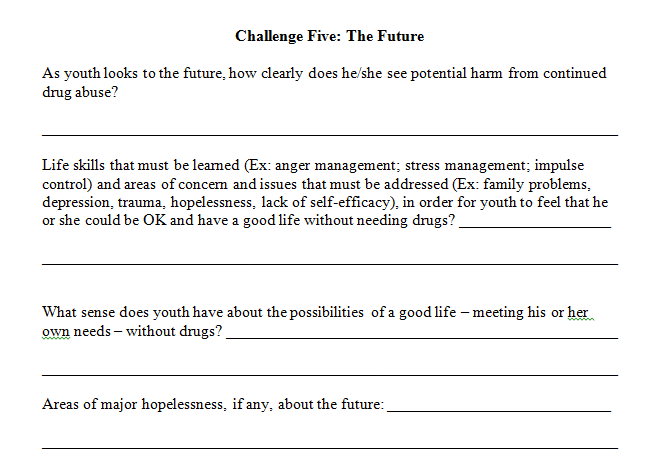 Challenge Five: The Future
As youth looks to the future, how clearly does he/she see potential harm from continued
drug abuse?
Life skills that must be learned (Ex: anger management; stress management; impulse
control) and areas of concern and issues that must be addressed (Ex: family problems,
depression, trauma, hopelessness, lack of self-efficacy), in order for youth to feel that he
or she could be OK and have a good life without needing drugs?
What sense does youth have about the possibilities of a good life – meeting his or her
own needs – without drugs?
Areas of major hopelessness, if any, about the future: